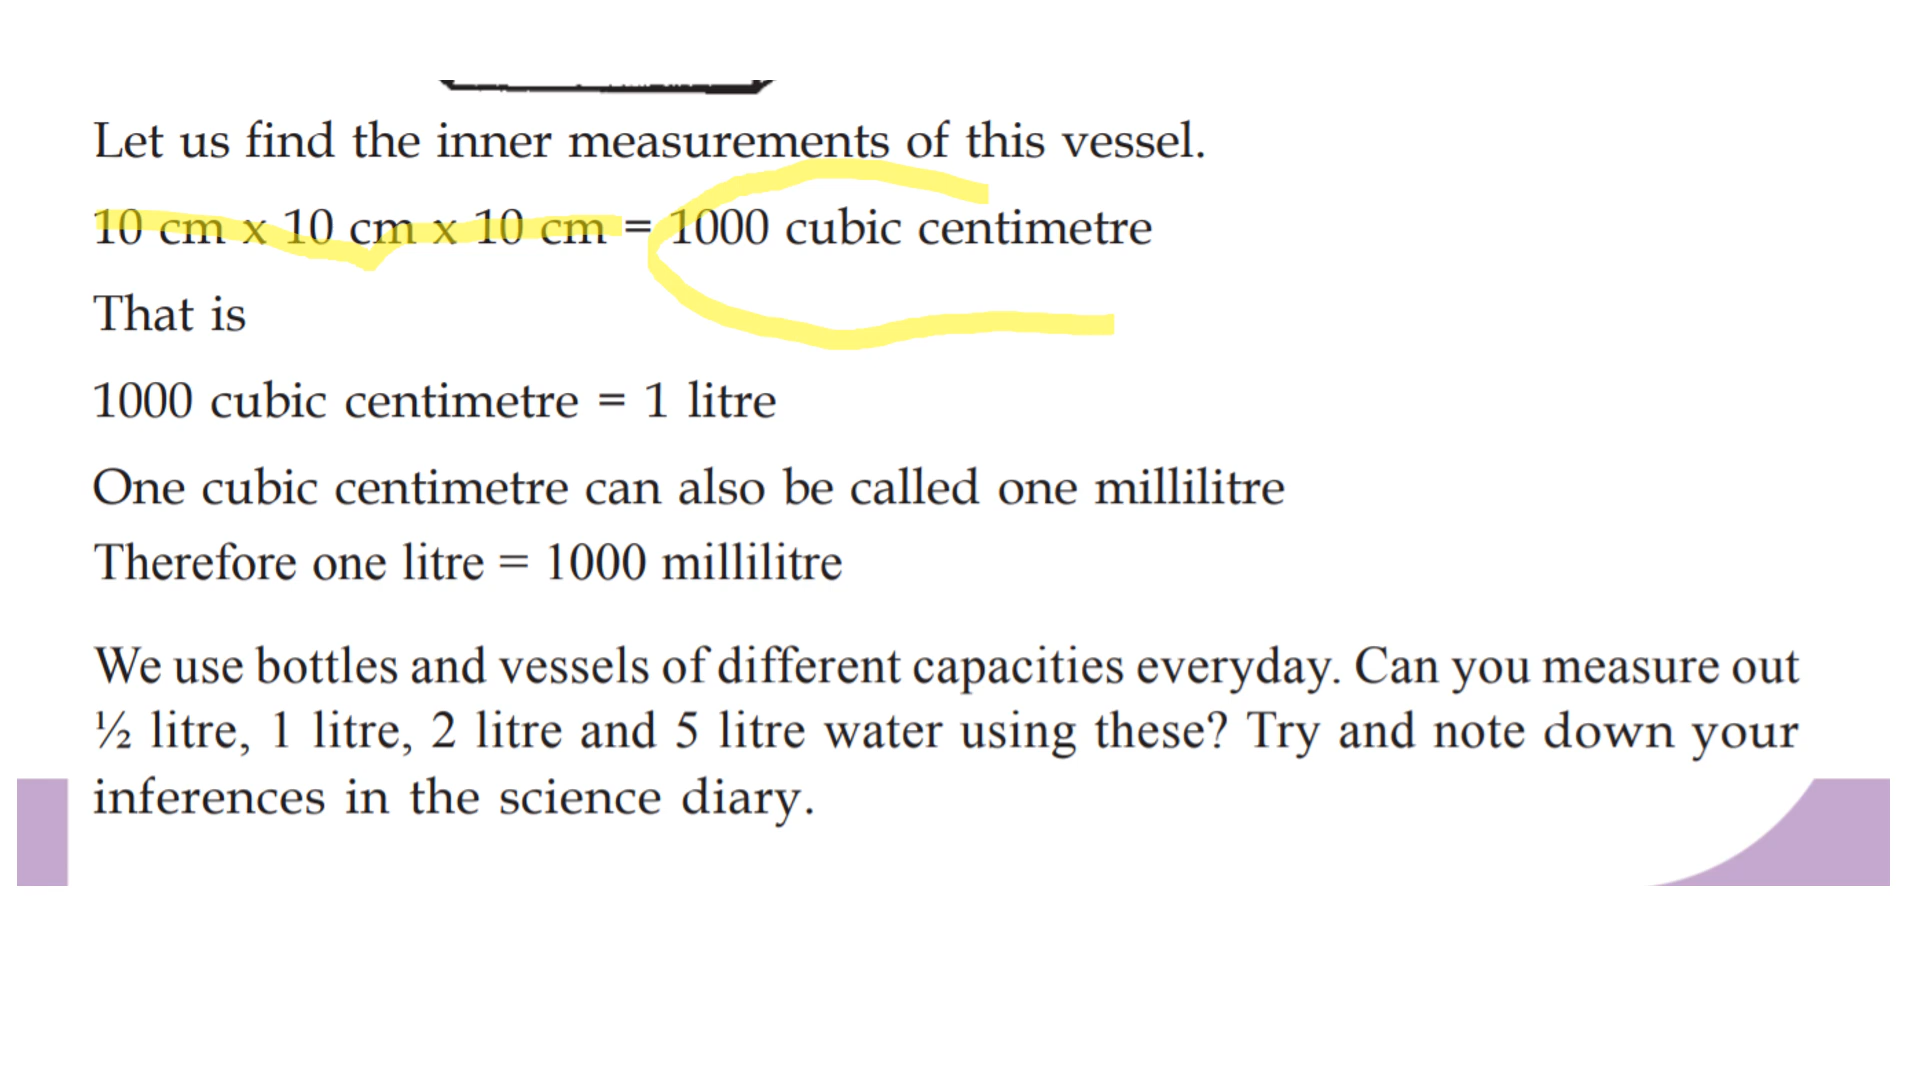 Let us find the inner measurements of this vessel.
10 cm x 10 cm x 10 cm = 1000 cubic centimetre
That is
1000 cubic centimetre = 1 litre
One cubic centimetre can also be called one millilitre
Therefore one litre = 1000 millilitre
We use bottles and vessels of different capacities everyday. Can you measure out
½ litre, 1 litre, 2 litre and 5 litre water using these? Try and note down your
inferences in the science diary.